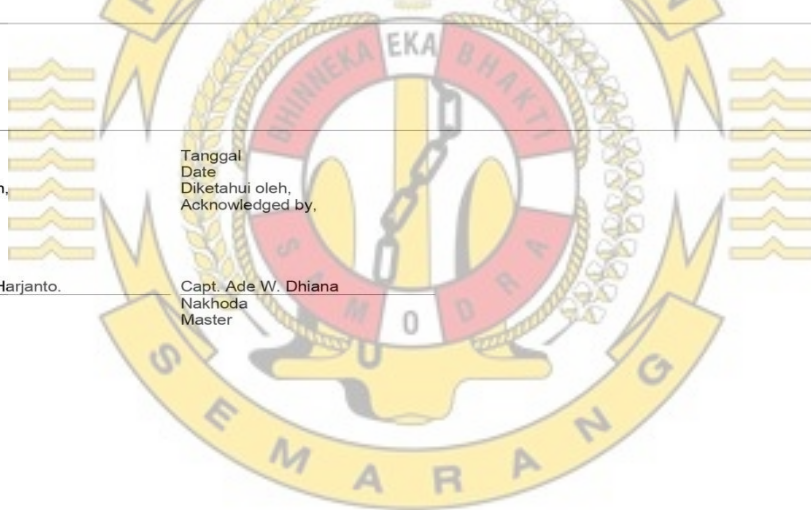 BHINNEKA EKA BHAKTI
Tanggal
Date
Diketahui oleh,
Acknowledged by,
Harjanto.
Capt. Ade W. Dhiana
Nakhoda
Master
SAMODRA
SEMARANG